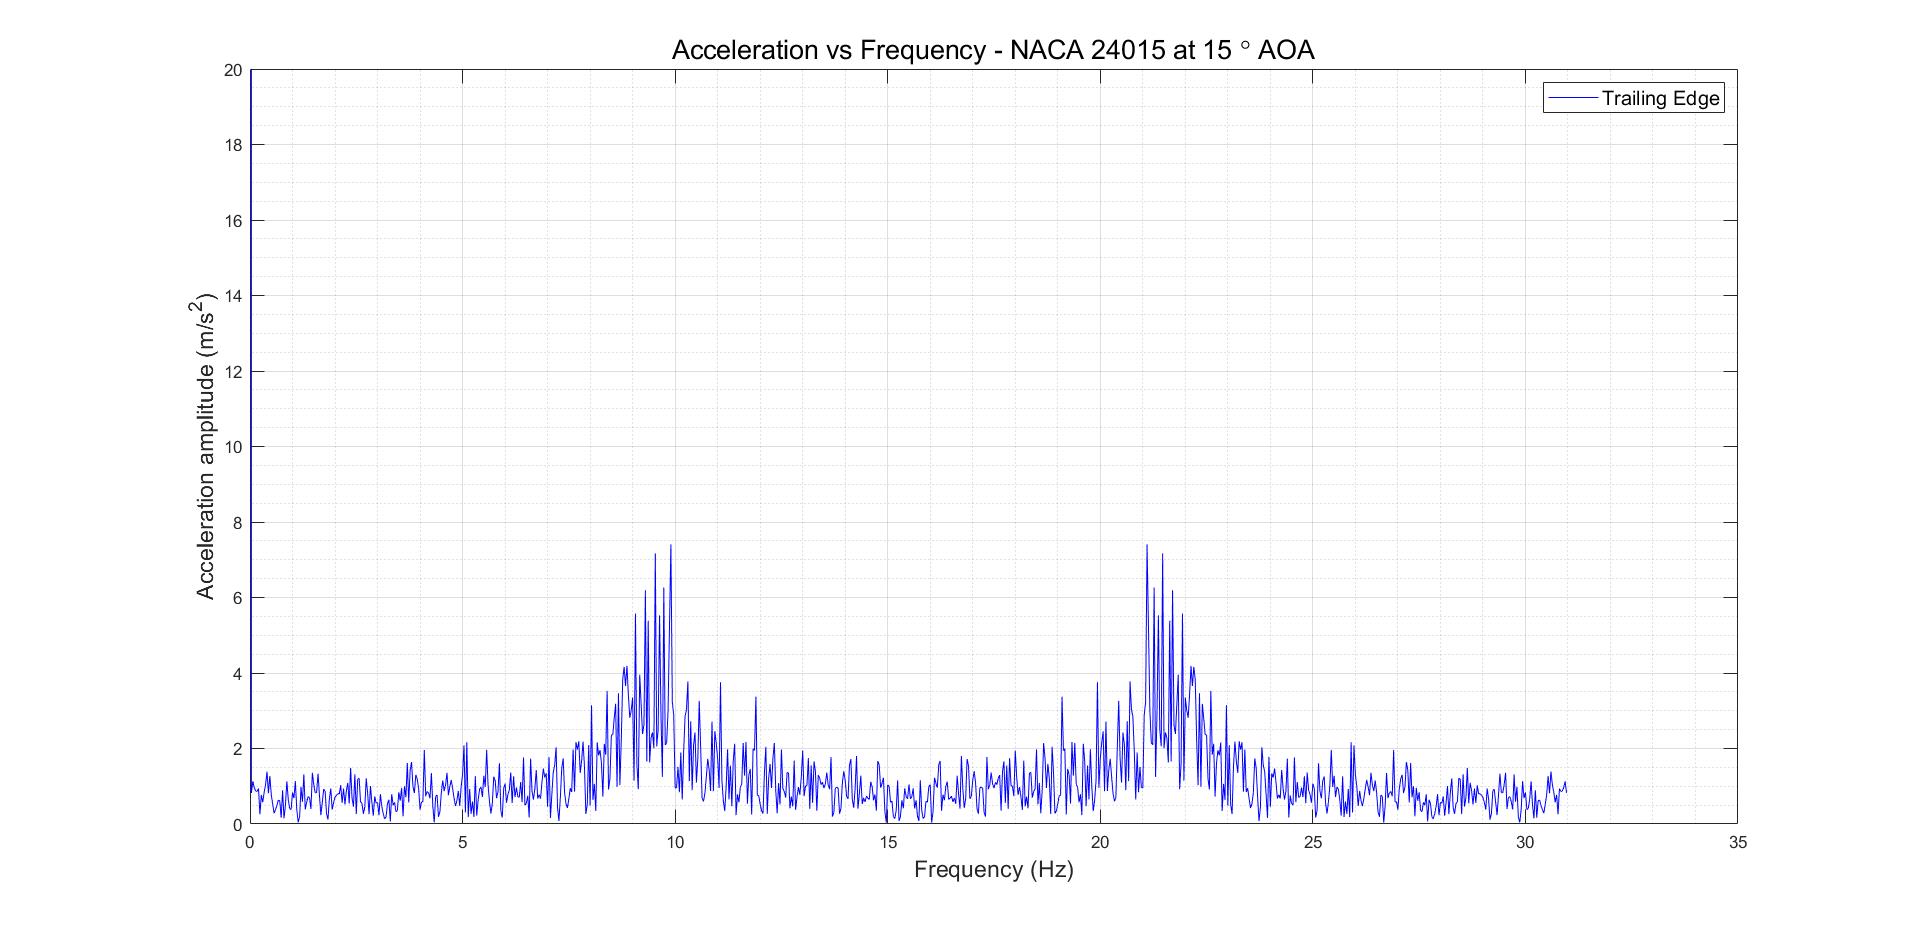 Acceleration vs Frequency - NACA 24015 at 15 ° AOA
Trailing Edge
20
18
16
14
12
10
8
6
4
2
0
Acceleration amplitude (m/s²)
0 5 10 15 20 25 30 35
Frequency (Hz)